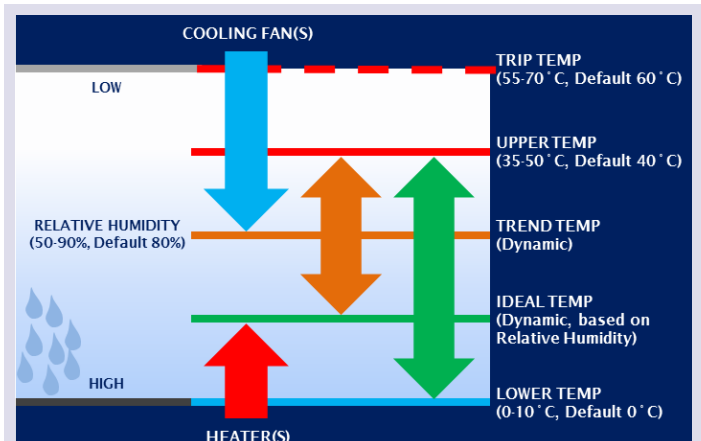 COOLING FAN(S)
TRIP TEMP
(55-70˚C, Default 60˚C)
LOW
UPPER TEMP
(35-50˚C, Default 40˚C)
RELATIVE HUMIDITY
(50-90%, Default 80%)
TREND TEMP
(Dynamic)
IDEAL TEMP
(Dynamic, based on
Relative Humidity)
HIGH
LOWER TEMP
(0-10˚C, Default 0˚C)
HEATER(S)